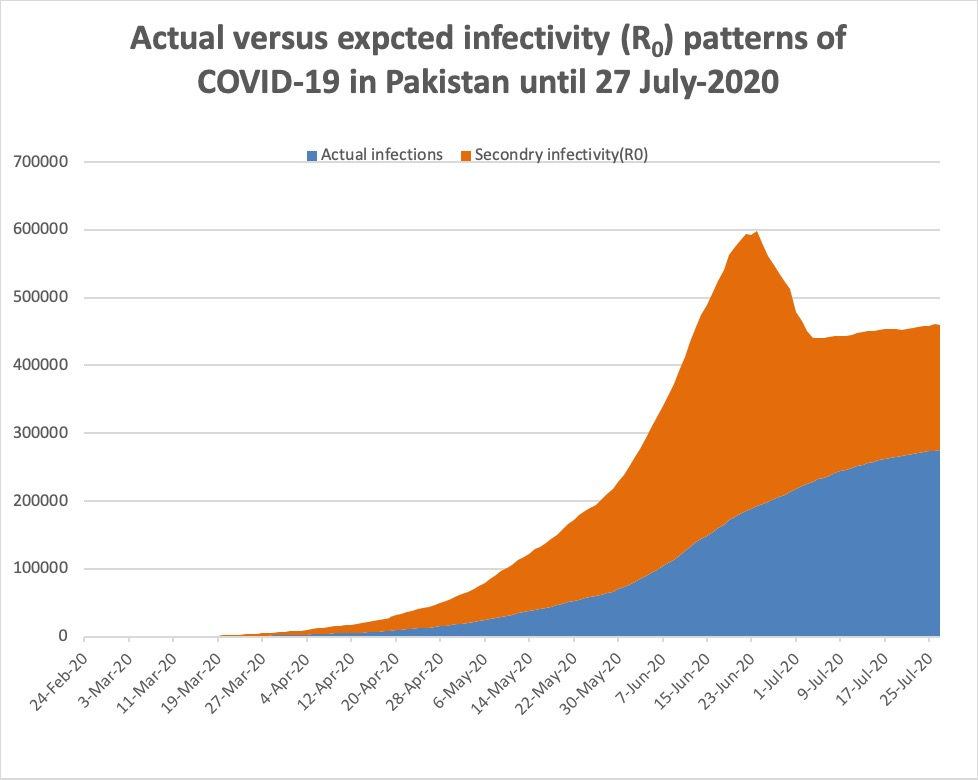 Actual versus expcted infectivity (R₀) patterns of
COVID-19 in Pakistan until 27 July-2020
Actual infections Secondry infectivity(R0)
700000
600000
500000
400000
300000
200000
100000
0
24-Feb-20 3-Mar-20 11-Mar-20 19-Mar-20 27-Mar-20 4-Apr-20 12-Apr-20 20-Apr-20 28-Apr-20 6-May-20 14-May-20 22-May-20 30-May-20 7-Jun-20 15-Jun-20 23-Jun-20 1-Jul-20 9-Jul-20 17-Jul-20 25-Jul-20